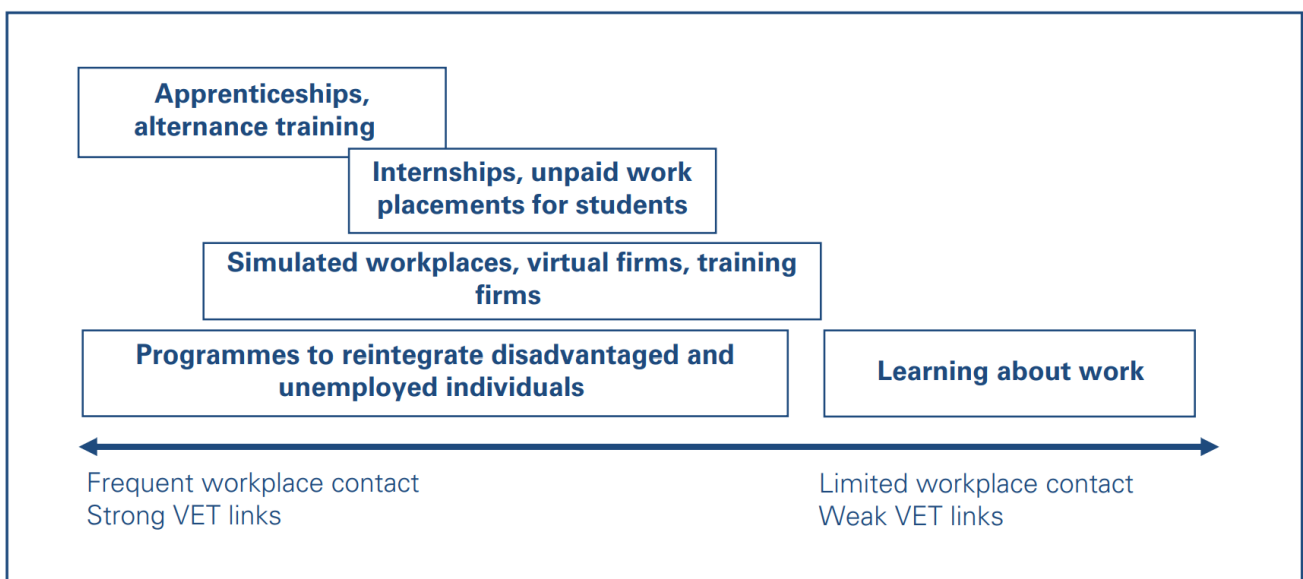 Apprenticeships,
alternance training
Internships, unpaid work
placements for students
Simulated workplaces, virtual firms, training
firms
Programmes to reintegrate disadvantaged and
unemployed individuals
Learning about work
Frequent workplace contact
Strong VET links
Limited workplace contact
Weak VET links